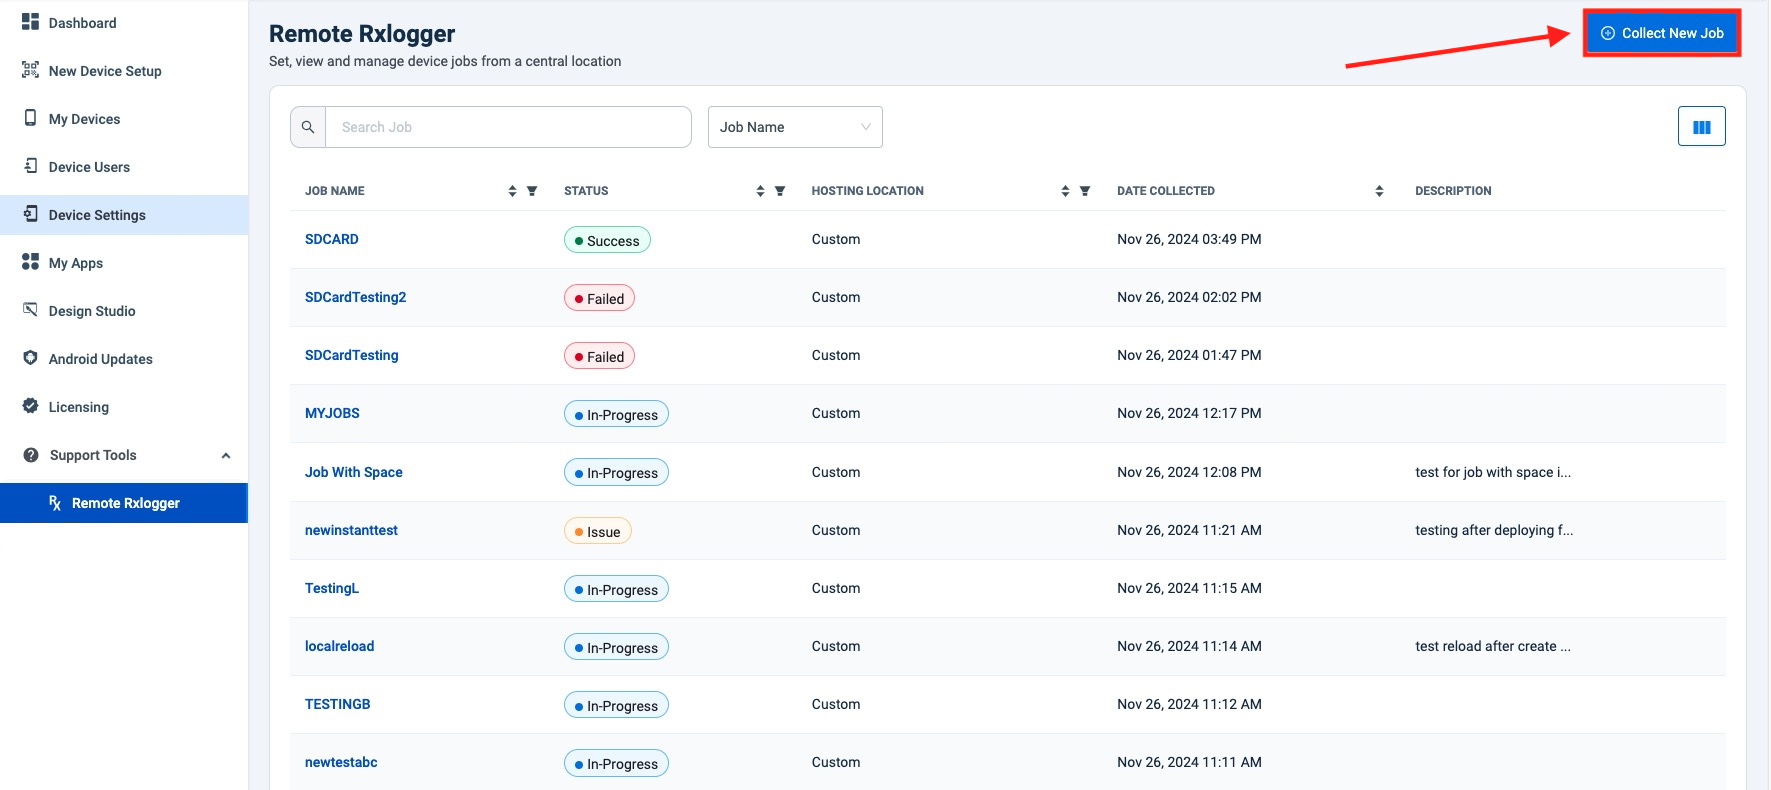 Dashboard
New Device Setup
My Devices
Device Users
Device Settings
My Apps
Design Studio
Android Updates
Licensing
Support Tools
Remote Rxlogger
Remote Rxlogger
Set, view and manage device jobs from a central location
Collect New Job
Search Job
Job Name
JOB NAME STATUS HOSTING LOCATION DATE COLLECTED DESCRIPTION
SDCARD Success Custom Nov 26, 2024 03:49 PM
SDCardTesting2 Failed Custom Nov 26, 2024 02:02 PM
SDCardTesting Failed Custom Nov 26, 2024 01:47 PM
MYJOBS In-Progress Custom Nov 26, 2024 12:17 PM
Job With Space In-Progress Custom Nov 26, 2024 12:08 PM test for job with space i...
newinstanttest Issue Custom Nov 26, 2024 11:21 AM testing after deploying f...
TestingL In-Progress Custom Nov 26, 2024 11:15 AM
localreload In-Progress Custom Nov 26, 2024 11:14 AM test reload after create ...
TESTINGB In-Progress Custom Nov 26, 2024 11:12 AM
newtestabc In-Progress Custom Nov 26, 2024 11:11 AM